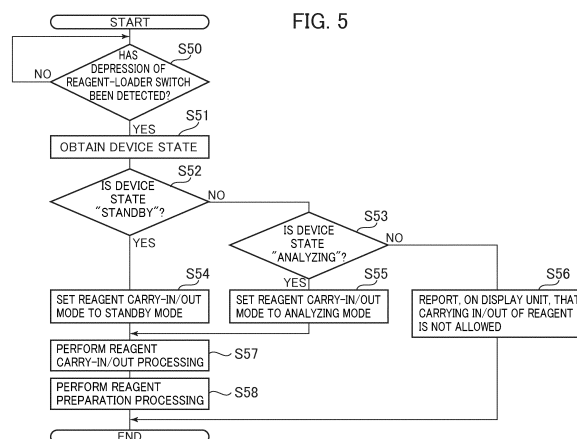 START
FIG. 5
S50
HAS
DEPRESSION OF
REAGENT-LOADER SWITCH
BEEN DETECTED?
NO
YES
S51
OBTAIN DEVICE STATE
S52
IS DEVICE
STATE
"STANDBY"?
NO
YES
S53
IS DEVICE
STATE
"ANALYZING"?
NO
YES
S54
SET REAGENT CARRY-IN/OUT
MODE TO STANDBY MODE
S55
SET REAGENT CARRY-IN/OUT
MODE TO ANALYZING MODE
S56
REPORT, ON DISPLAY UNIT, THAT
CARRYING IN/OUT OF REAGENT
IS NOT ALLOWED
PERFORM REAGENT
CARRY-IN/OUT PROCESSING
S57
PERFORM REAGENT
PREPARATION PROCESSING
S58
END